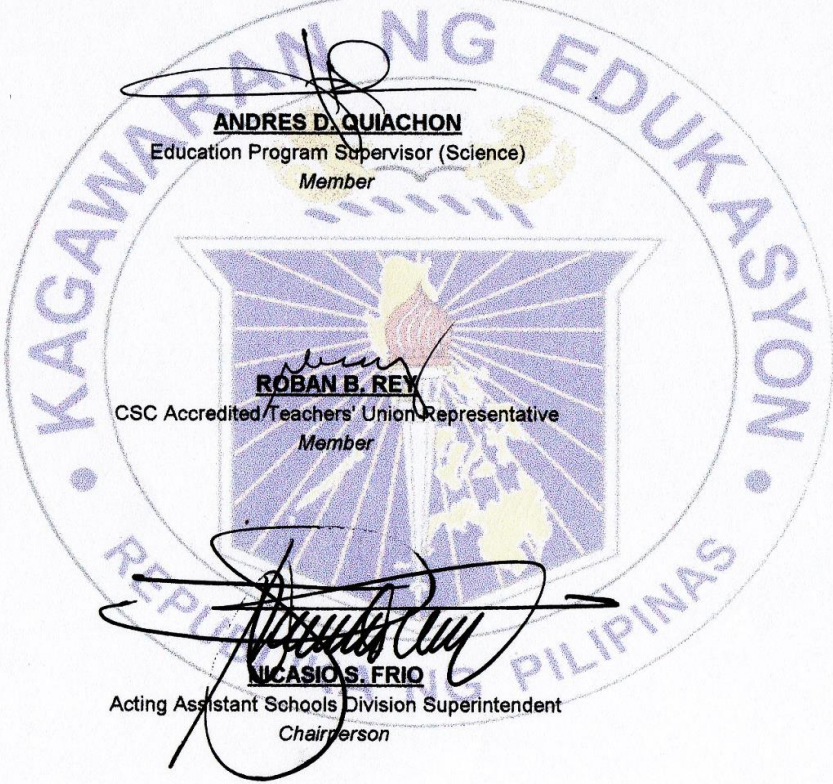 KAGAWARAN NG EDUKASYON
ANDRES D. QUIACHON
Education Program Supervisor (Science)
Member
ROBAN B. REY
CSC Accredited Teachers' Union Representative
Member
NICASIO S. FRIO
Acting Assistant Schools Division Superintendent
Chairperson
REPUBLIKA NG PILIPINAS